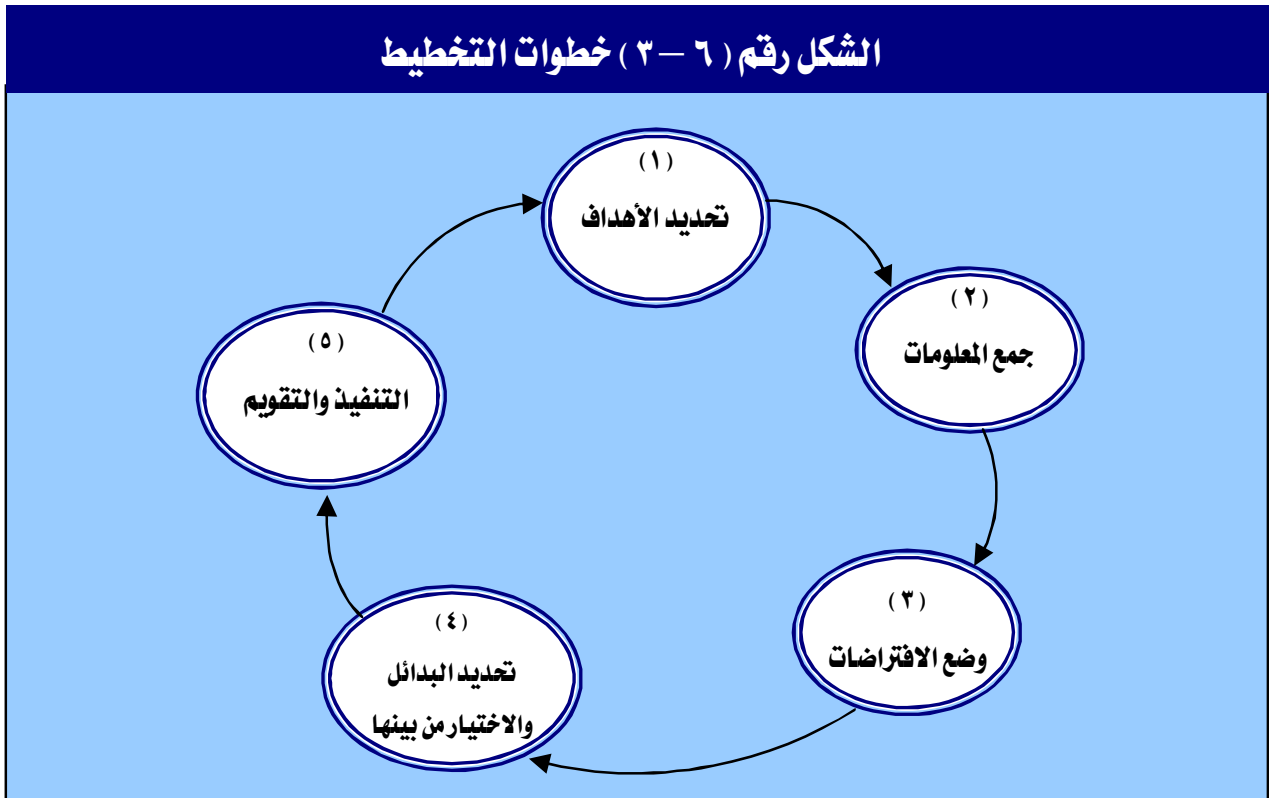 الشكل رقم ( ٦ – ٣ ) خطوات التخطيط
( ١ )
تحديد الأهداف
( ٢ )
جمع المعلومات
( ٣ )
وضع الافتراضات
( ٤ )
تحديد البدائل
والاختيار من بينها
( ٥ )
التنفيذ والتقويم